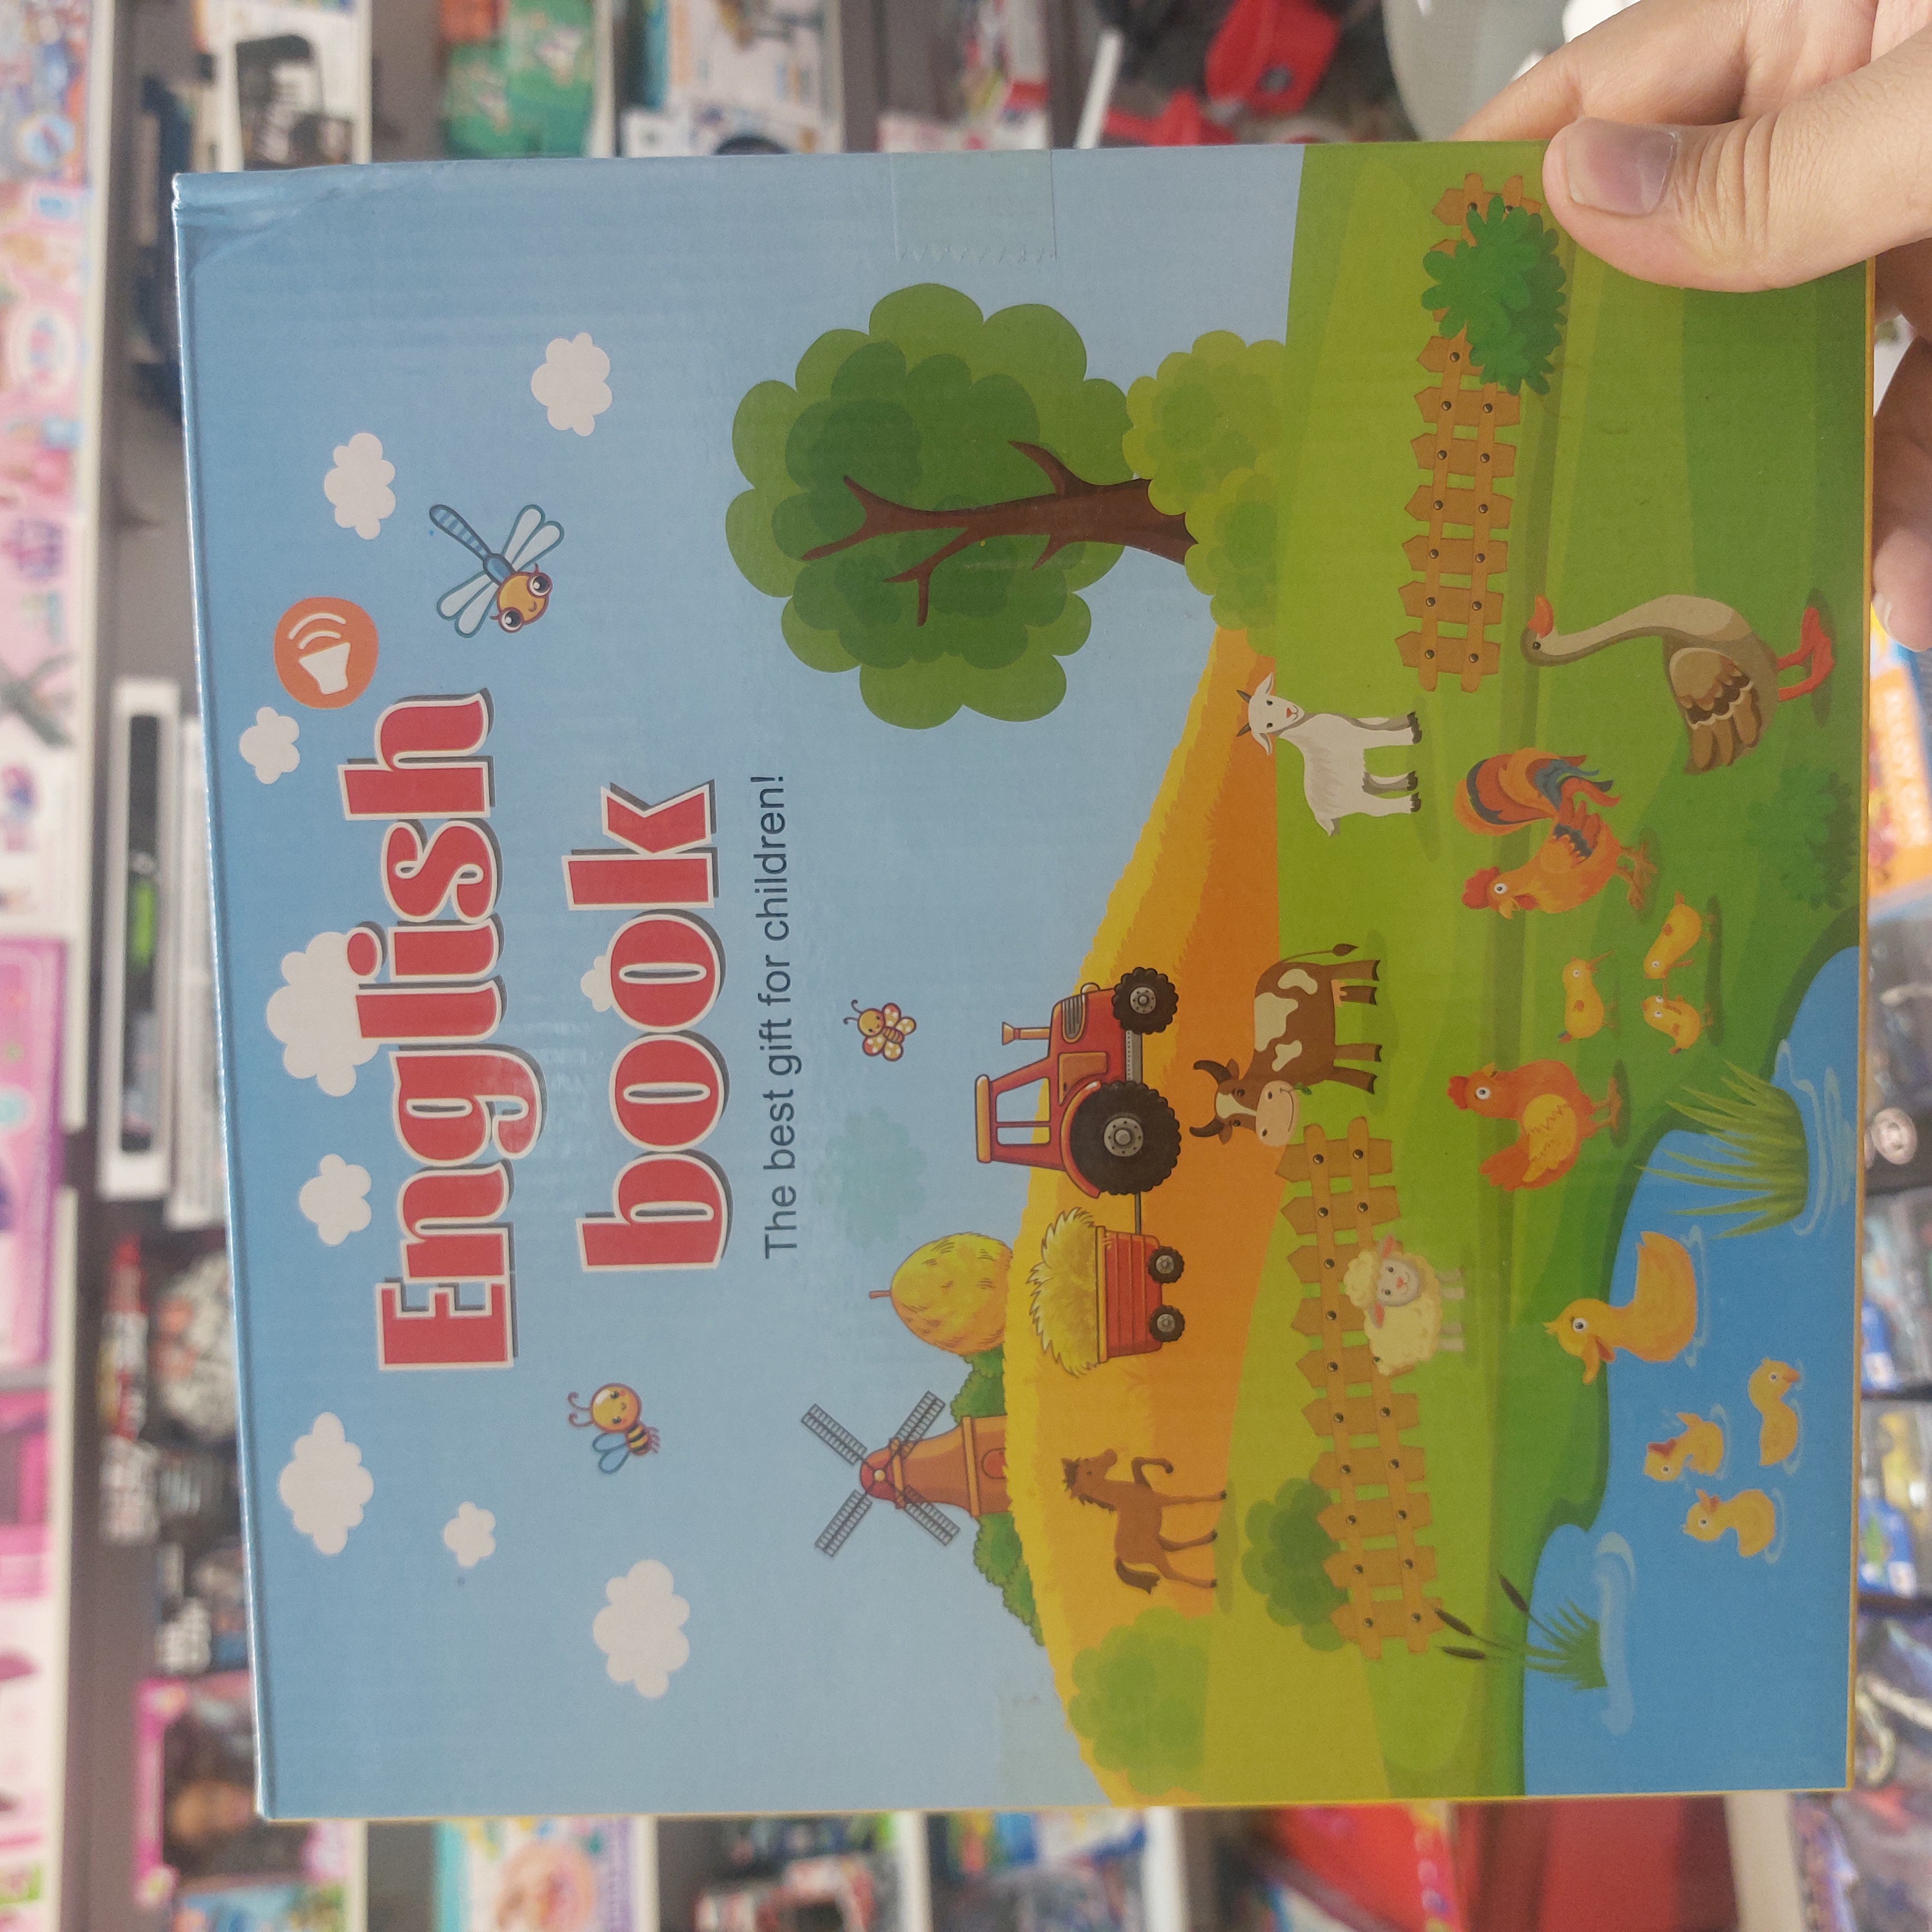 English
book
The best gift for children!